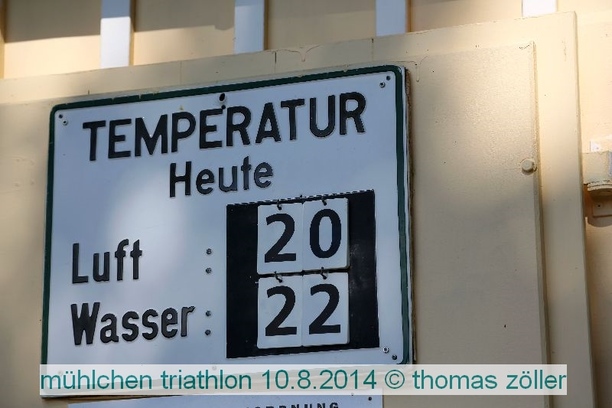 TEMPERATUR
Heute
Luft : 20
Wasser : 22
mühlchen triathlon 10.8.2014 © thomas zöller